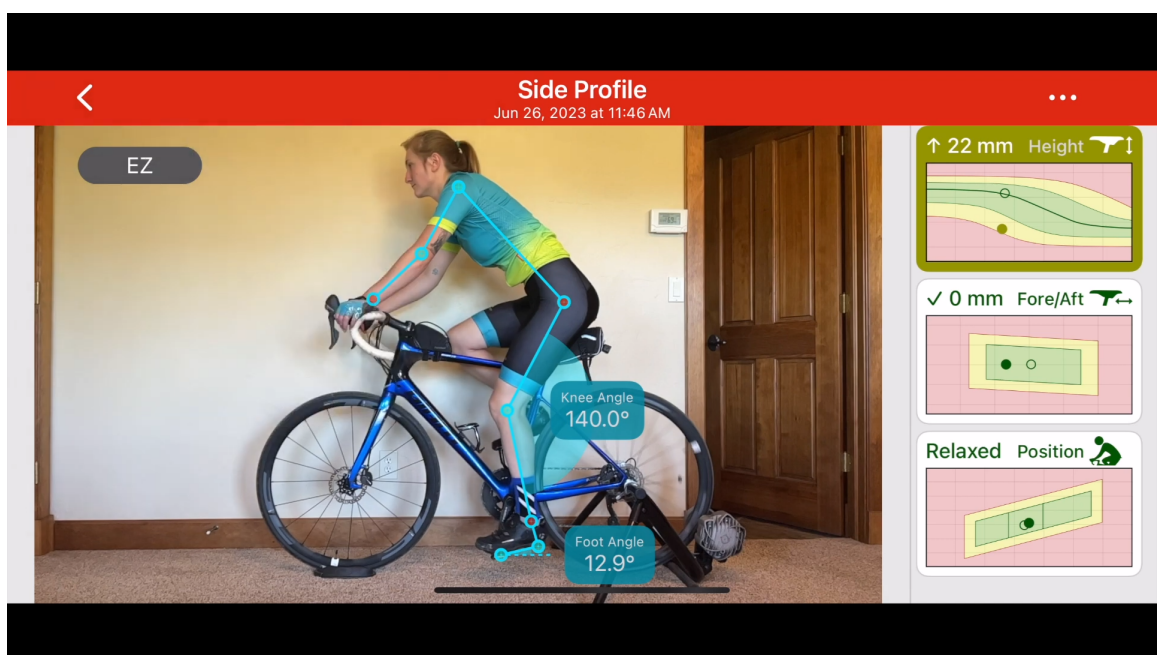 Side Profile
Jun 26, 2023 at 11:46 AM
EZ
Knee Angle
140.0°
Foot Angle
12.9°
↑ 22 mm Height
✓ 0 mm Fore/Aft
Relaxed Position